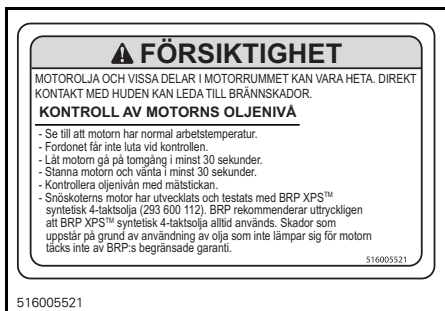 FÖRSIKTIGHET
MOTOROLJA OCH VISSA DELAR I MOTORRUMMET KAN VARA HETA. DIREKT
KONTAKT MED HUDEN KAN LEDA TILL BRÄNNSKADOR.
KONTROLL AV MOTORNS OLJENIVÅ
- Se till att motorn har normal arbetstemperatur.
- Fordonet får inte luta vid kontrollen.
- Låt motorn gå på tomgång i minst 30 sekunder.
- Stanna motorn och vänta i minst 30 sekunder.
- Kontrollera oljenivån med mätstickan.
- Snöskoterns motor har utvecklats och testats med BRP XPS™
syntetisk 4-taktsolja (293 600 112). BRP rekommenderar uttryckligen
att BRP XPS™ syntetisk 4-taktsolja alltid används. Skador som
uppstår på grund av användning av olja som inte lämpar sig för motorn
täcks inte av BRP:s begränsade garanti.
516005521
516005521